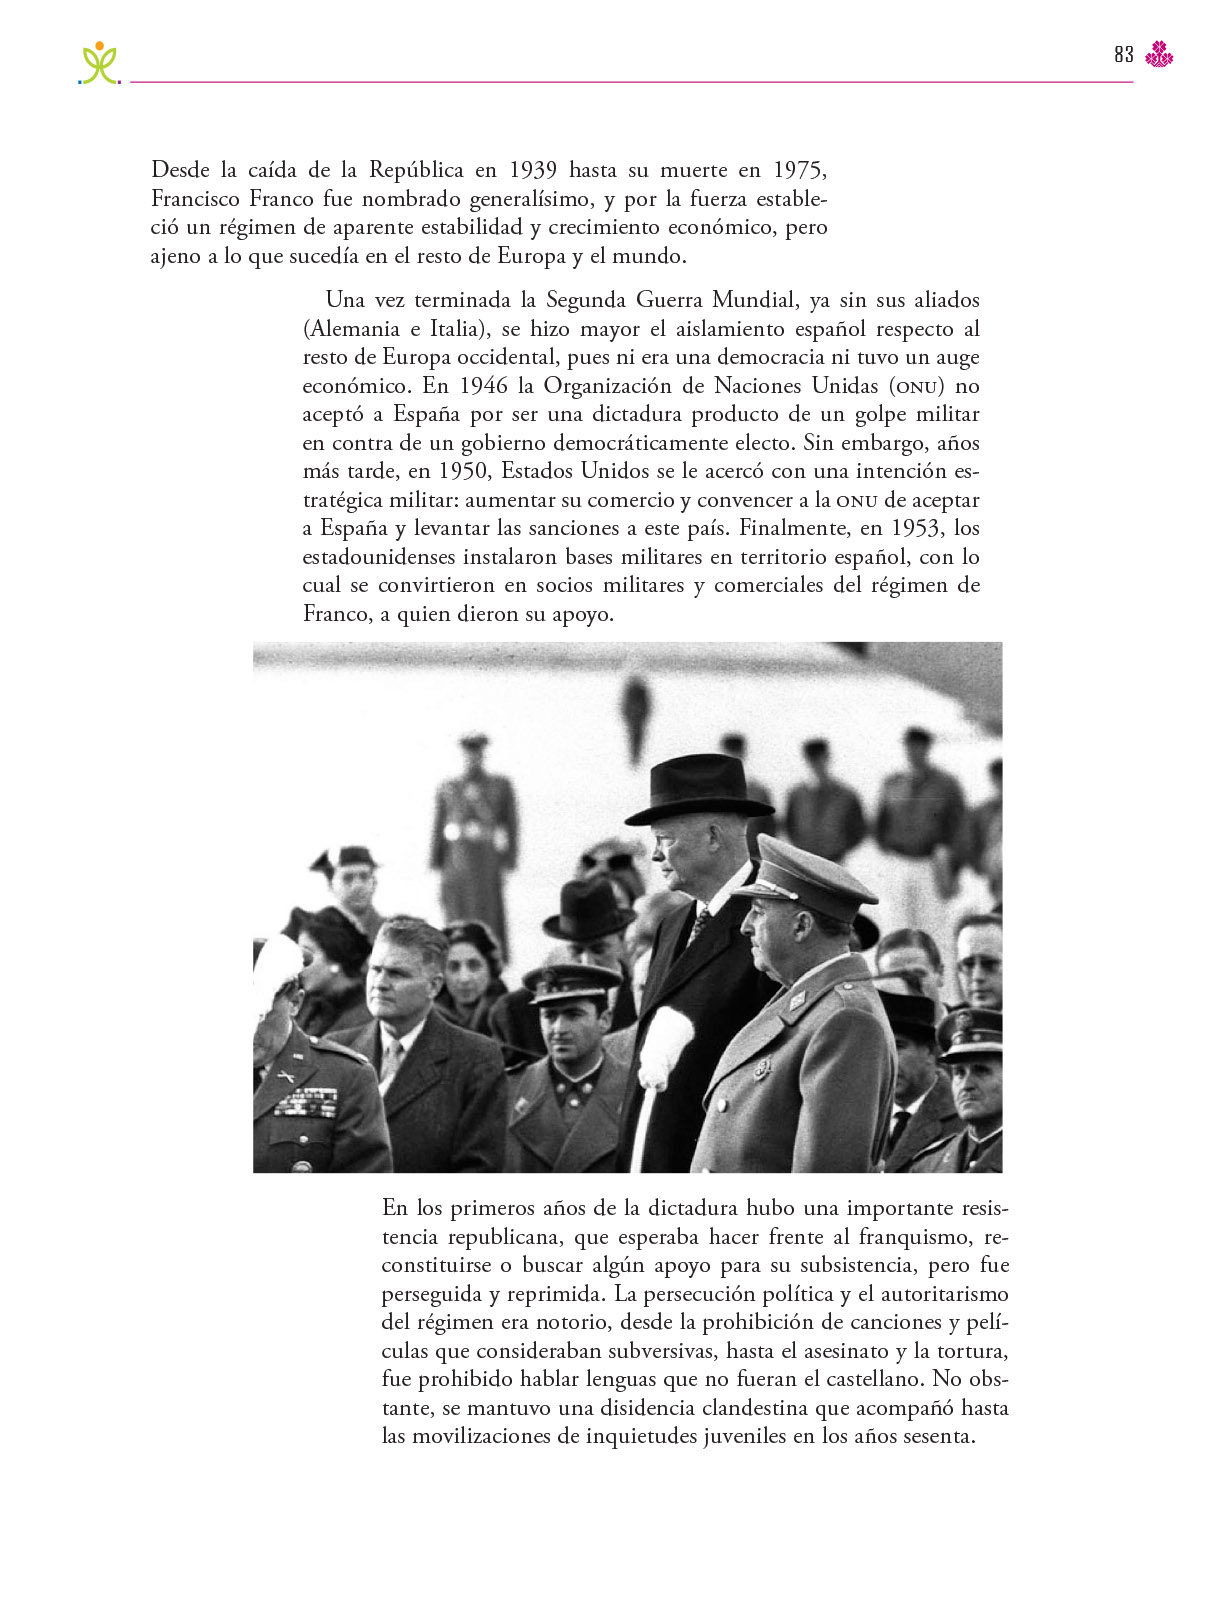 83
Desde la caída de la República en 1939 hasta su muerte en 1975,
Francisco Franco fue nombrado generalísimo, y por la fuerza estable-
ció un régimen de aparente estabilidad y crecimiento económico, pero
ajeno a lo que sucedía en el resto de Europa y el mundo.
Una vez terminada la Segunda Guerra Mundial, ya sin sus aliados
(Alemania e Italia), se hizo mayor el aislamiento español respecto al
resto de Europa occidental, pues ni era una democracia ni tuvo un auge
económico. En 1946 la Organización de Naciones Unidas (ONU) no
aceptó a España por ser una dictadura producto de un golpe militar
en contra de un gobierno democráticamente electo. Sin embargo, años
más tarde, en 1950, Estados Unidos se le acercó con una intención es-
tratégica militar: aumentar su comercio y convencer a la ONU de aceptar
a España y levantar las sanciones a este país. Finalmente, en 1953, los
estadounidenses instalaron bases militares en territorio español, con lo
cual se convirtieron en socios militares y comerciales del régimen de
Franco, a quien dieron su apoyo.
En los primeros años de la dictadura hubo una importante resis-
tencia republicana, que esperaba hacer frente al franquismo, re-
constituirse o buscar algún apoyo para su subsistencia, pero fue
perseguida y reprimida. La persecución política y el autoritarismo
del régimen era notorio, desde la prohibición de canciones y pelí-
culas que consideraban subversivas, hasta el asesinato y la tortura,
fue prohibido hablar lenguas que no fueran el castellano. No obs-
tante, se mantuvo una disidencia clandestina que acompañó hasta
las movilizaciones de inquietudes juveniles en los años sesenta.